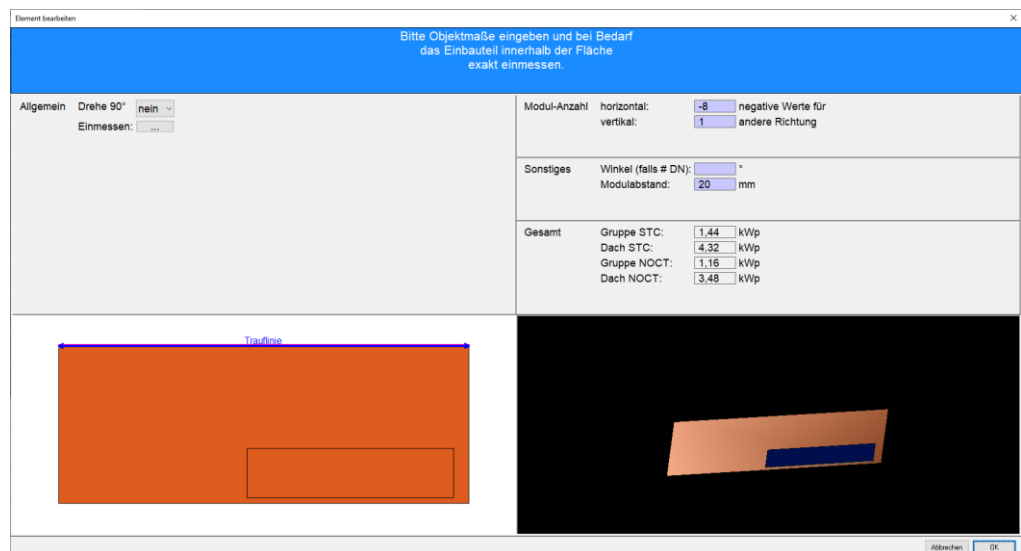 Element bearbeiten
Bitte Objektmaße eingeben und bei Bedarf
das Einbauteil innerhalb der Fläche
exakt einmessen.
Allgemein Drehe 90° nein
Einmessen: ...
Modul-Anzahl horizontal: -8 negative Werte für
vertikal: 1 andere Richtung
Sonstiges Winkel (falls # DN): °
Modulabstand: 20 mm
Gesamt Gruppe STC: 1,44 kWp
Dach STC: 4,32 kWp
Gruppe NOCT: 1,16 kWp
Dach NOCT: 3,48 kWp
Trauflinie
Abbrechen OK